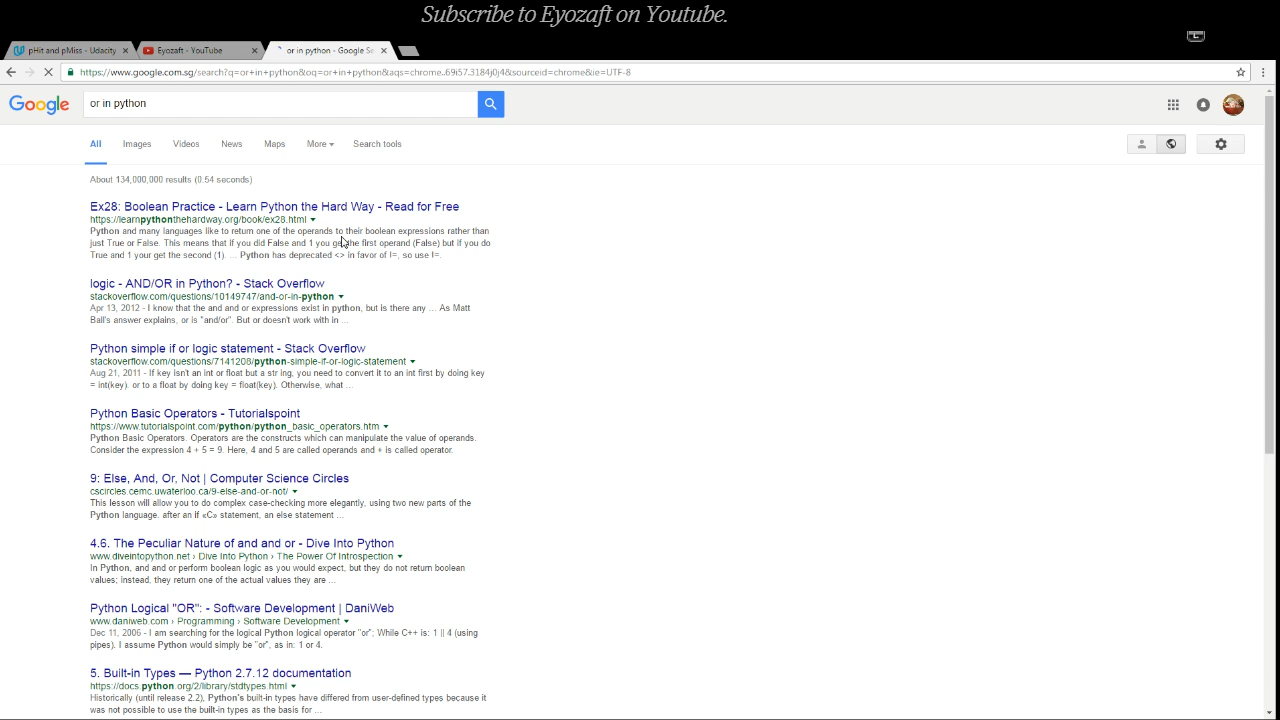 Subscribe to Eyozaft on Youtube.
pHit and pMiss - Udacity
Eyozaft - YouTube
or in python - Google Se
https://www.google.com.sg/search?q=or+in+python&oq=or+in+python&aqs=chrome..69i57.3184j0j4&sourceid=chrome&ie=UTF-8
Google
or in python
All Images Videos News Maps More Search tools
About 134,000,000 results (0.54 seconds)
Ex28: Boolean Practice - Learn Python the Hard Way - Read for Free
https://learnpythonthehardway.org/book/ex28.html
Python and many languages like to return one of the operands to their boolean expressions rather than
just True or False. This means that if you did False and 1 you get the first operand (False) but if you do
True and 1 your get the second (1). ... Python has deprecated <> in favor of !=, so use !=.
logic - AND/OR in Python? - Stack Overflow
stackoverflow.com/questions/10149747/and-or-in-python
Apr 13, 2012 - I know that the and and or expressions exist in python, but is there any ... As Matt
Ball's answer explains, or is "and/or". But or doesn't work with in ...
Python simple if or logic statement - Stack Overflow
stackoverflow.com/questions/7141208/python-simple-if-or-logic-statement
Aug 21, 2011 - If key isn't an int or float but a str ing, you need to convert it to an int first by doing key
= int(key). or to a float by doing key = float(key). Otherwise, what ...
Python Basic Operators - Tutorialspoint
https://www.tutorialspoint.com/python/python_basic_operators.htm
Python Basic Operators. Operators are the constructs which can manipulate the value of operands.
Consider the expression 4 + 5 = 9. Here, 4 and 5 are called operands and + is called operator.
9: Else, And, Or, Not | Computer Science Circles
cscircles.cemc.uwaterloo.ca/9-else-and-or-not/
This lesson will allow you to do complex case-checking more elegantly, using two new parts of the
Python language. after an if «C» statement, an else statement ...
4.6. The Peculiar Nature of and and or - Dive Into Python
www.diveintopython.net › Dive Into Python › The Power Of Introspection
In Python, and and or perform boolean logic as you would expect, but they do not return boolean
values; instead, they return one of the actual values they are ...
Python Logical "OR": - Software Development | DaniWeb
www.daniweb.com › Programming › Software Development
Dec 11, 2006 - I am searching for the logical Python logical operator "or"; While C++ is: 1 || 4 (using
pipes). I assume Python would simply be "or", as in: 1 or 4.
5. Built-in Types — Python 2.7.12 documentation
https://docs.python.org/2/library/stdtypes.html
Historically (until release 2.2), Python's built-in types have differed from user-defined types because it
was not possible to use the built-in types as the basis for ...